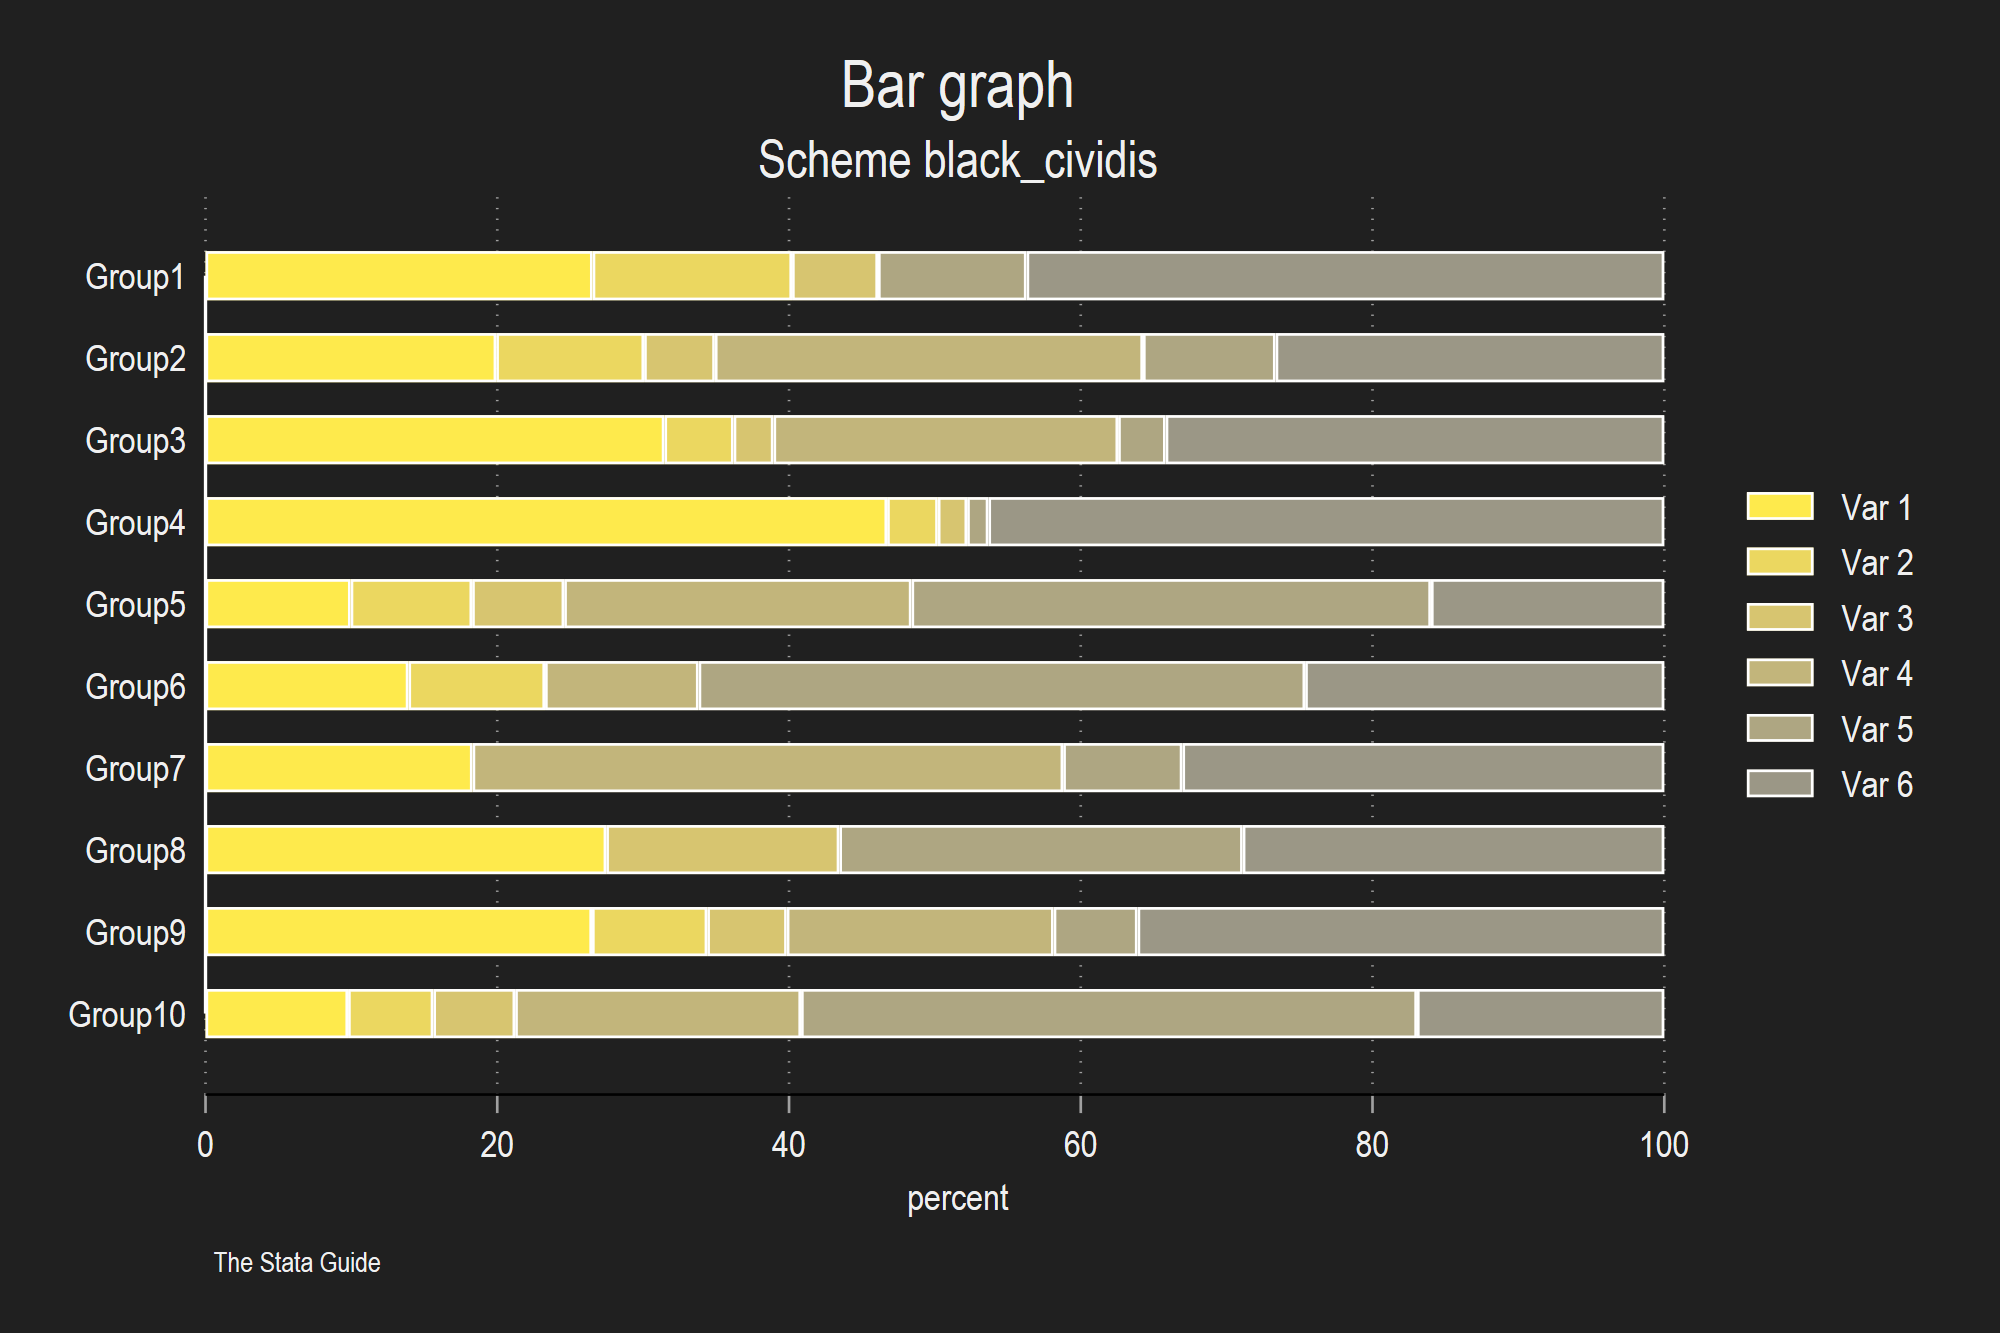 Bar graph
Scheme black_cividis
Group1
Group2
Group3
Group4
Group5
Group6
Group7
Group8
Group9
Group10
Var 1
Var 2
Var 3
Var 4
Var 5
Var 6
0 20 40 60 80 100
percent
The Stata Guide